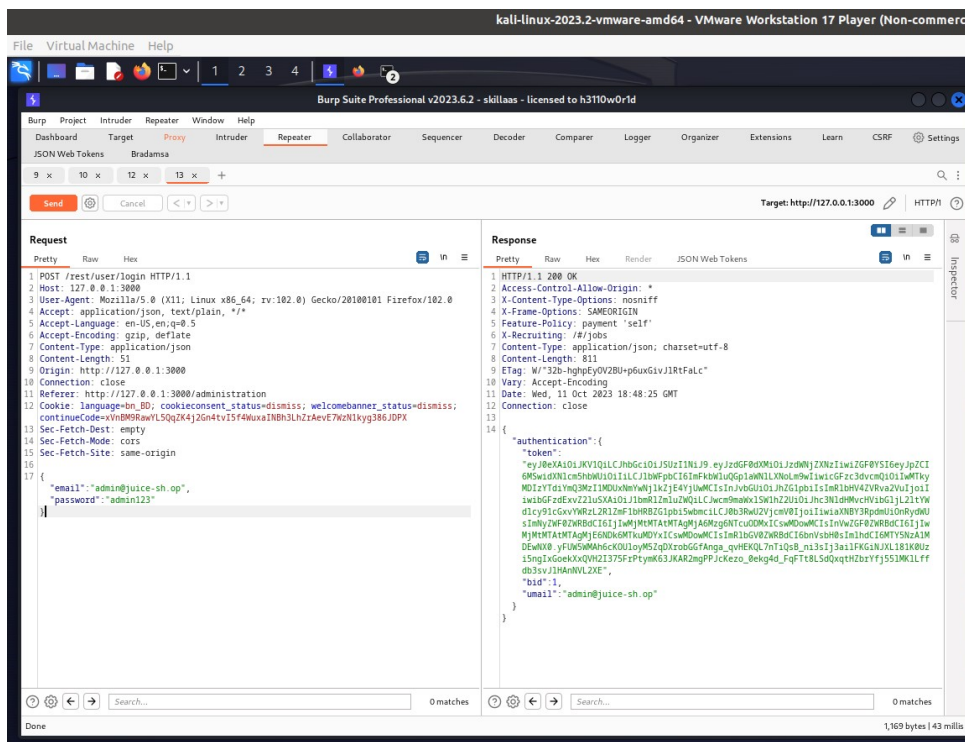 kali-linux-2023.2-vmware-amd64 - VMware Workstation 17 Player (Non-commerc
File Virtual Machine Help
1 2 3 4 2
Burp Suite Professional v2023.6.2 - skillaas - licensed to h3110w0r1d
Burp Project Intruder Repeater Window Help
Dashboard Target Proxy Intruder Repeater Collaborator Sequencer Decoder Comparer Logger Organizer Extensions Learn CSRF Settings
JSON Web Tokens Bradamsa
9 × 10 × 12 × 13 × +
Send Cancel Target: http://127.0.0.1:3000 HTTP/1
Request
Pretty Raw Hex \n
1 POST /rest/user/login HTTP/1.1
2 Host: 127.0.0.1:3000
3 User-Agent: Mozilla/5.0 (X11; Linux x86_64; rv:102.0) Gecko/20100101 Firefox/102.0
4 Accept: application/json, text/plain, */*
5 Accept-Language: en-US,en;q=0.5
6 Accept-Encoding: gzip, deflate
7 Content-Type: application/json
8 Content-Length: 51
9 Origin: http://127.0.0.1:3000
10 Connection: close
11 Referer: http://127.0.0.1:3000/administration
12 Cookie: language=bn_BD; cookieconsent_status=dismiss; welcomebanner_status=dismiss;
13 Sec-Fetch-Dest: empty
14 Sec-Fetch-Mode: cors
15 Sec-Fetch-Site: same-origin
16
17 {
"email":"admin@juice-sh.op",
"password":"admin123"
}
Response
Pretty Raw Hex Render JSON Web Tokens \n
1 HTTP/1.1 200 OK
2 Access-Control-Allow-Origin: *
3 X-Content-Type-Options: nosniff
4 X-Frame-Options: SAMEORIGIN
5 Feature-Policy: payment 'self'
6 X-Recruiting: /#/jobs
7 Content-Type: application/json; charset=utf-8
8 Content-Length: 811
9 ETag:
10 Vary: Accept-Encoding
11 Date: Wed, 11 Oct 2023 18:48:25 GMT
12 Connection: close
13
14 {
"authentication":{
"token":
"bid":1,
"umail":"admin@juice-sh.op"
}
}
Inspector
Search... 0 matches
Search... 0 matches
Done 1,169 bytes | 43 millis